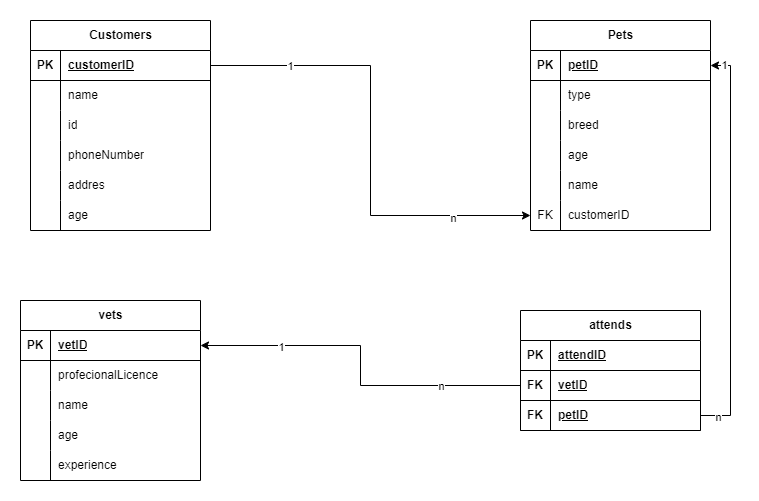 Customers
PK customerID
name
id
phoneNumber
addres
age
1
n
Pets
PK petID
type
breed
age
name
FK customerID
1
vets
PK vetID
profecionalLicence
name
age
experience
1
n
attends
PK attendID
FK vetID
FK petID
n